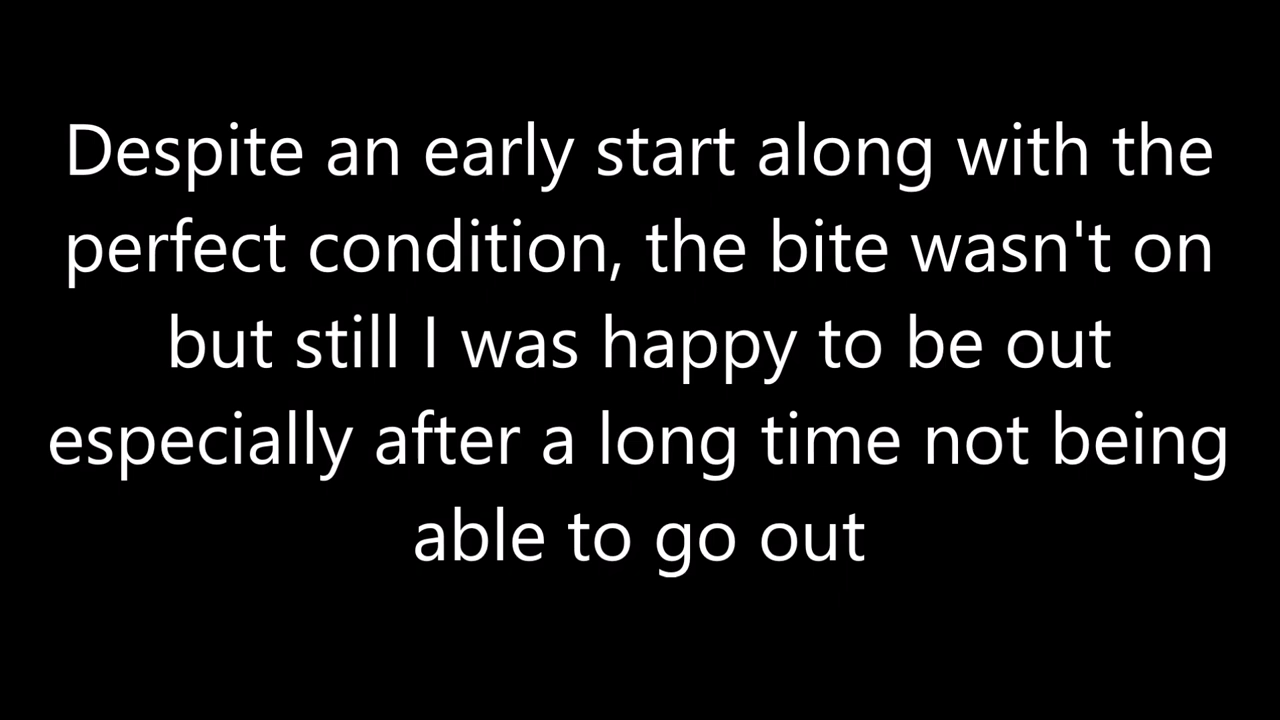 Despite an early start along with the
perfect condition, the bite wasn't on
but still I was happy to be out
especially after a long time not being
able to go out